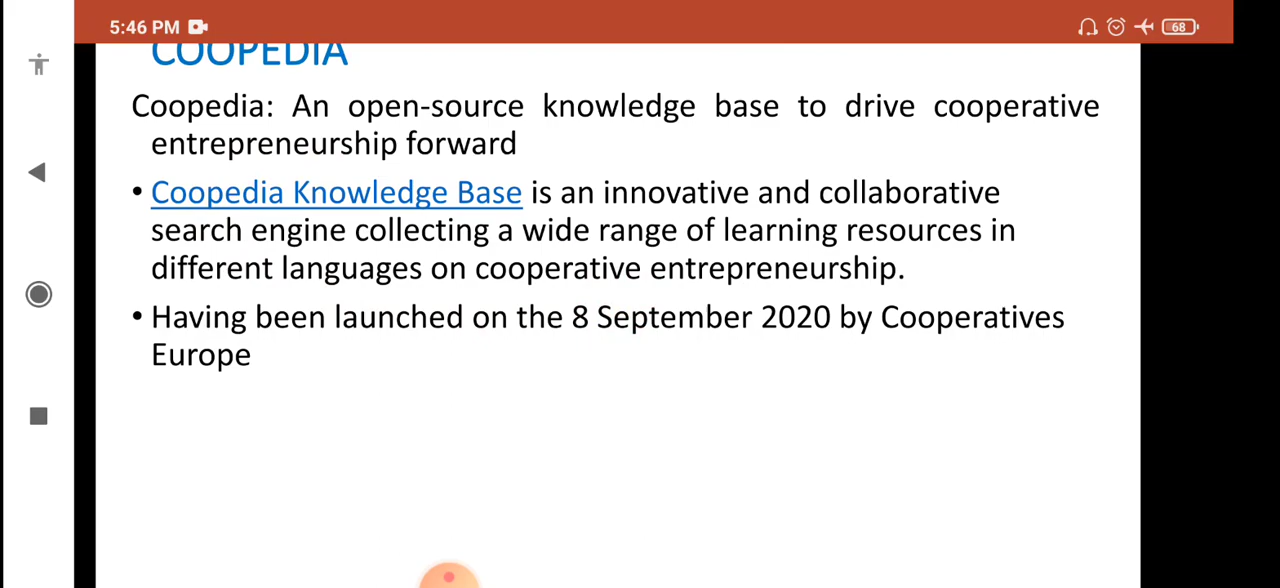 5:46 PM
68
COOPEDIA
Coopedia: An open-source knowledge base to drive cooperative
entrepreneurship forward
• Coopedia Knowledge Base is an innovative and collaborative
search engine collecting a wide range of learning resources in
different languages on cooperative entrepreneurship.
• Having been launched on the 8 September 2020 by Cooperatives
Europe